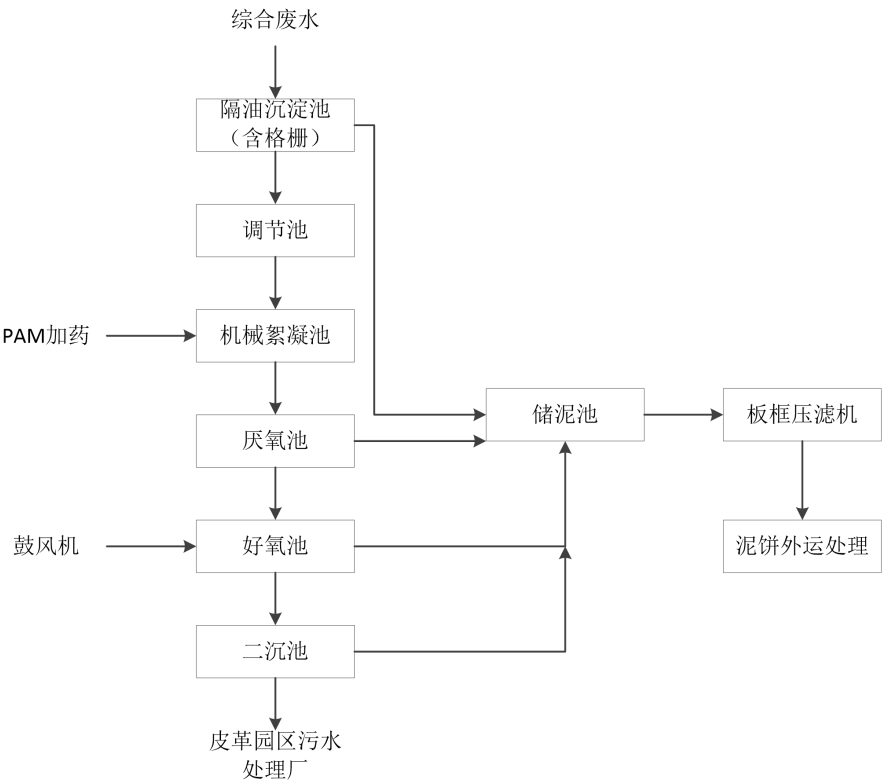 综合废水
隔油沉淀池
（含格栅）
调节池
PAM加药
机械絮凝池
储泥池
板框压滤机
厌氧池
鼓风机
好氧池
泥饼外运处理
二沉池
皮革园区污水
处理厂